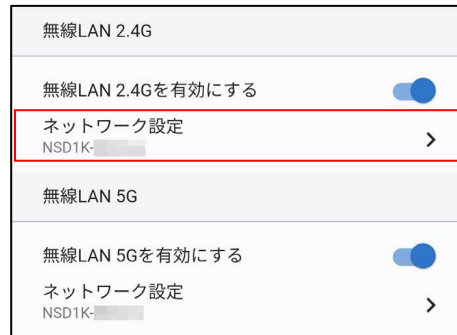 無線LAN 2.4G
無線LAN 2.4Gを有効にする
ネットワーク設定
NSD1K-
無線LAN 5G
無線LAN 5Gを有効にする
ネットワーク設定
NSD1K-